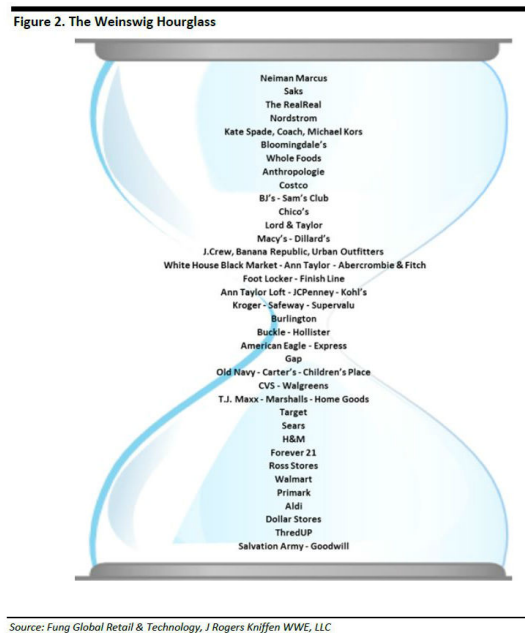 Figure 2. The Weinswig Hourglass
Neiman Marcus
Saks
The RealReal
Nordstrom
Kate Spade, Coach, Michael Kors
Bloomingdale's
Whole Foods
Anthropologie
Costco
BJ's - Sam's Club
Chico's
Lord & Taylor
Macy's - Dillard's
J.Crew, Banana Republic, Urban Outfitters
White House Black Market - Ann Taylor - Abercrombie & Fitch
Foot Locker - Finish Line
Ann Taylor Loft - JCPenney - Kohl's
Kroger - Safeway - Supervalu
Burlington
Buckle - Hollister
American Eagle - Express
Gap
Old Navy - Carter's - Children's Place
CVS - Walgreens
T.J. Maxx - Marshalls - Home Goods
Target
Sears
H&M
Forever 21
Ross Stores
Walmart
Primark
Aldi
Dollar Stores
ThredUP
Salvation Army - Goodwill
Source: Fung Global Retail & Technology, J Rogers Kniffen WWE, LLC